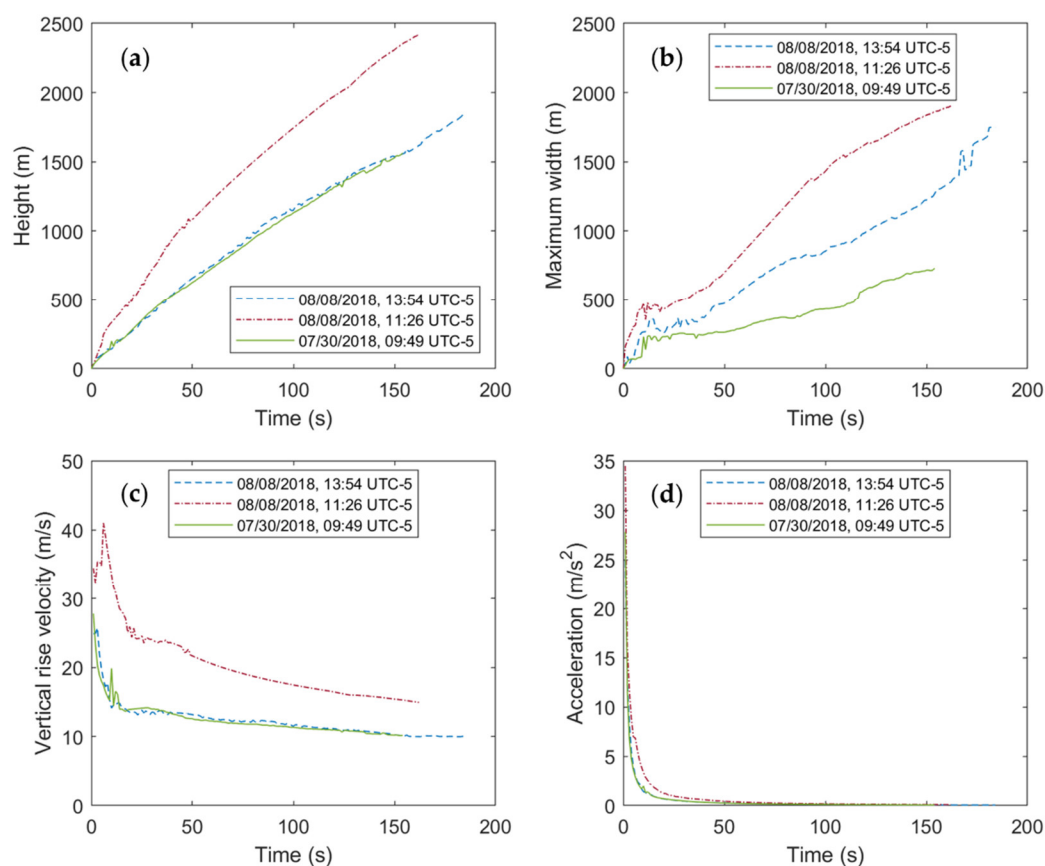 2500
2000
1500
1000
500
0
0 50 100 150 200
Height (m)
Time (s)
(a)
08/08/2018, 13:54 UTC-5
08/08/2018, 11:26 UTC-5
07/30/2018, 09:49 UTC-5
2500
2000
1500
1000
500
0
0 50 100 150 200
Maximum width (m)
Time (s)
(b)
08/08/2018, 13:54 UTC-5
08/08/2018, 11:26 UTC-5
07/30/2018, 09:49 UTC-5
50
40
30
20
10
0
0 50 100 150 200
Vertical rise velocity (m/s)
Time (s)
(c)
08/08/2018, 13:54 UTC-5
08/08/2018, 11:26 UTC-5
07/30/2018, 09:49 UTC-5
35
30
25
20
15
10
5
0
0 50 100 150 200
Acceleration (m/s²)
Time (s)
(d)
08/08/2018, 13:54 UTC-5
08/08/2018, 11:26 UTC-5
07/30/2018, 09:49 UTC-5